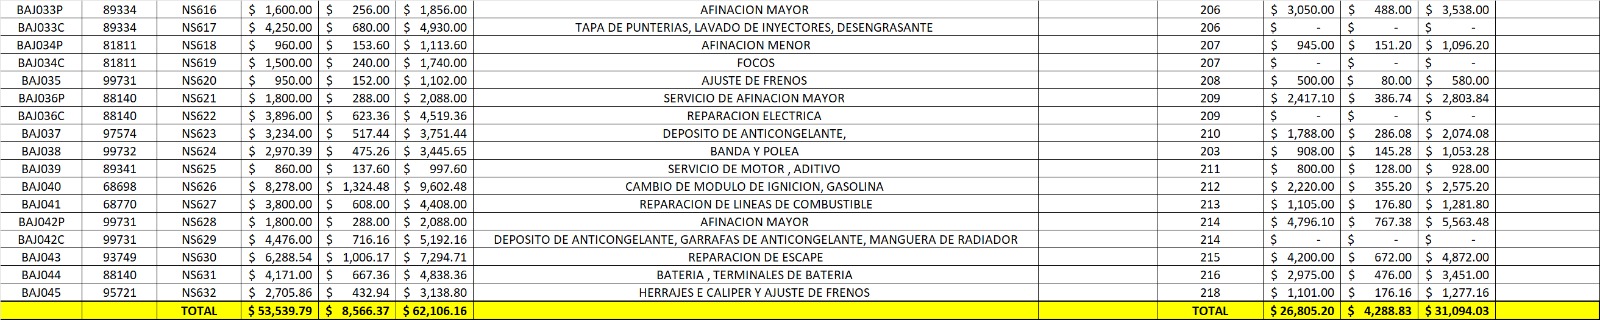 BAJ033P 89334 NS616 $ 1,600.00 $ 256.00 $ 1,856.00 AFINACION MAYOR 206 $ 3,050.00 $ 488.00 $ 3,538.00
BAJ033C 89334 NS617 $ 4,250.00 $ 680.00 $ 4,930.00 TAPA DE PUNTERIAS, LAVADO DE INYECTORES, DESENGRASANTE 206 $ - $ - $ -
BAJ034P 81811 NS618 $ 960.00 $ 153.60 $ 1,113.60 AFINACION MENOR 207 $ 945.00 $ 151.20 $ 1,096.20
BAJ034C 81811 NS619 $ 1,500.00 $ 240.00 $ 1,740.00 FOCOS 207 $ - $ - $ -
BAJ035 99731 NS620 $ 950.00 $ 152.00 $ 1,102.00 AJUSTE DE FRENOS 208 $ 500.00 $ 80.00 $ 580.00
BAJ036P 88140 NS621 $ 1,800.00 $ 288.00 $ 2,088.00 SERVICIO DE AFINACION MAYOR 209 $ 2,417.10 $ 386.74 $ 2,803.84
BAJ036C 88140 NS622 $ 3,896.00 $ 623.36 $ 4,519.36 REPARACION ELECTRICA 209 $ - $ - $ -
BAJ037 97574 NS623 $ 3,234.00 $ 517.44 $ 3,751.44 DEPOSITO DE ANTICONGELANTE, 210 $ 1,788.00 $ 286.08 $ 2,074.08
BAJ038 99732 NS624 $ 2,970.39 $ 475.26 $ 3,445.65 BANDA Y POLEA 203 $ 908.00 $ 145.28 $ 1,053.28
BAJ039 89341 NS625 $ 860.00 $ 137.60 $ 997.60 SERVICIO DE MOTOR , ADITIVO 211 $ 800.00 $ 128.00 $ 928.00
BAJ040 68698 NS626 $ 8,278.00 $ 1,324.48 $ 9,602.48 CAMBIO DE MODULO DE IGNICION, GASOLINA 212 $ 2,220.00 $ 355.20 $ 2,575.20
BAJ041 68770 NS627 $ 3,800.00 $ 608.00 $ 4,408.00 REPARACION DE LINEAS DE COMBUSTIBLE 213 $ 1,105.00 $ 176.80 $ 1,281.80
BAJ042P 99731 NS628 $ 1,800.00 $ 288.00 $ 2,088.00 AFINACION MAYOR 214 $ 4,796.10 $ 767.38 $ 5,563.48
BAJ042C 99731 NS629 $ 4,476.00 $ 716.16 $ 5,192.16 DEPOSITO DE ANTICONGELANTE, GARRAFAS DE ANTICONGELANTE, MANGUERA DE RADIADOR 214 $ - $ - $ -
BAJ043 93749 NS630 $ 6,288.54 $ 1,006.17 $ 7,294.71 REPARACION DE ESCAPE 215 $ 4,200.00 $ 672.00 $ 4,872.00
BAJ044 88140 NS631 $ 4,171.00 $ 667.36 $ 4,838.36 BATERIA , TERMINALES DE BATERIA 216 $ 2,975.00 $ 476.00 $ 3,451.00
BAJ045 95721 NS632 $ 2,705.86 $ 432.94 $ 3,138.80 HERRAJES E CALIPER Y AJUSTE DE FRENOS 218 $ 1,101.00 $ 176.16 $ 1,277.16
TOTAL $ 53,539.79 $ 8,566.37 $ 62,106.16 TOTAL $ 26,805.20 $ 4,288.83 $ 31,094.03